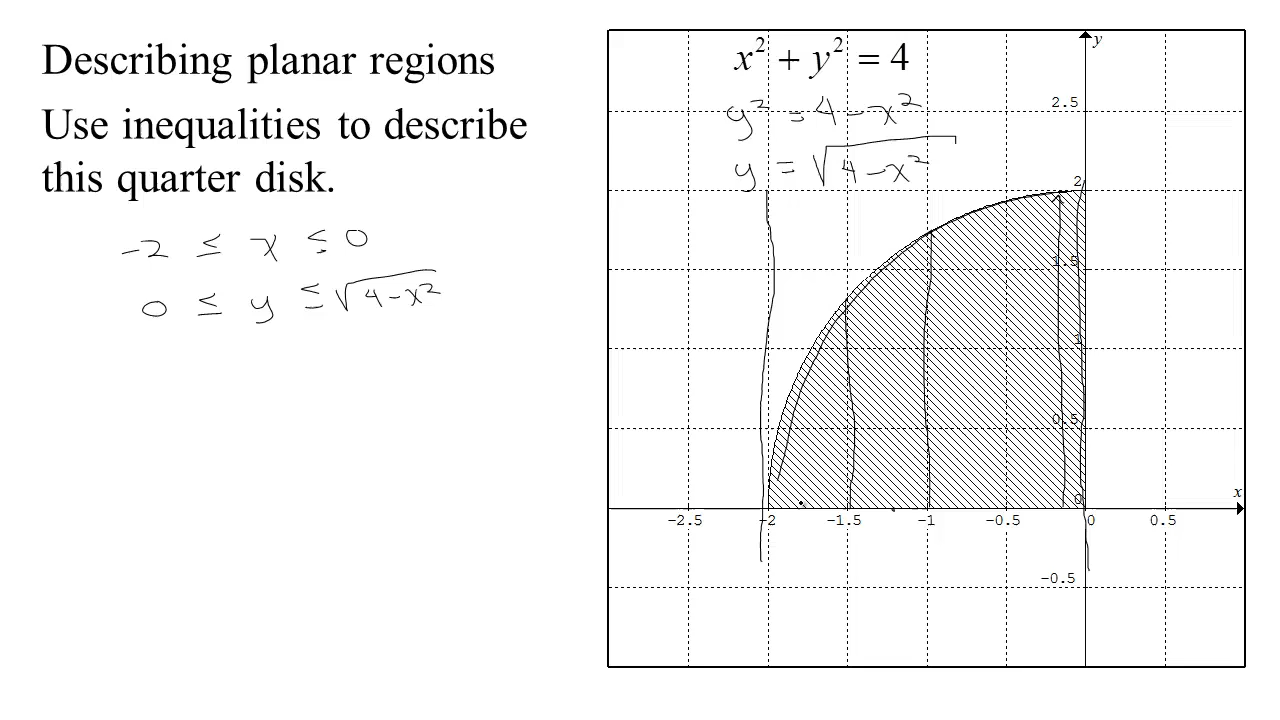 Describing planar regions
Use inequalities to describe
this quarter disk.
-2 ≤ x ≤ 0
0 ≤ y ≤ √(4-x²)
x² + y² = 4
y² = 4 - x²
y = √(4-x²)
y
2.5
2
1.5
1
0.5
0
x
-2.5 -2 -1.5 -1 -0.5 0 0.5
-0.5